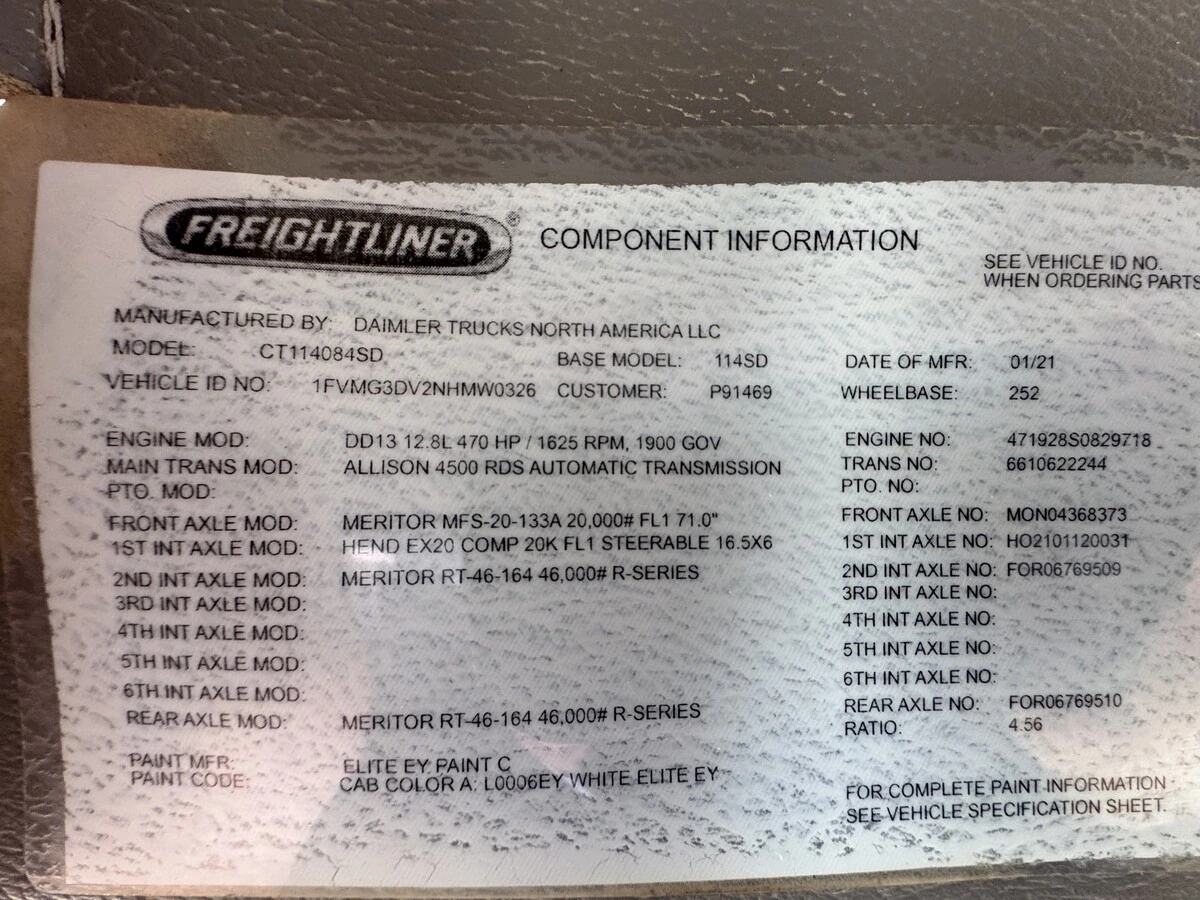 FREIGHTLINER ®
COMPONENT INFORMATION
SEE VEHICLE ID NO.
WHEN ORDERING PARTS
MANUFACTURED BY: DAIMLER TRUCKS NORTH AMERICA LLC
MODEL: CT114084SD BASE MODEL: 114SD DATE OF MFR: 01/21
VEHICLE ID NO: 1FVMG3DV2NHMW0326 CUSTOMER: P91469 WHEELBASE: 252
ENGINE MOD: DD13 12.8L 470 HP / 1625 RPM, 1900 GOV ENGINE NO: 471928S0829718
MAIN TRANS MOD: ALLISON 4500 RDS AUTOMATIC TRANSMISSION TRANS NO: 6610622244
PTO. MOD: PTO. NO:
FRONT AXLE MOD: MERITOR MFS-20-133A 20,000# FL1 71.0" FRONT AXLE NO: MON04368373
1ST INT AXLE MOD: HEND EX20 COMP 20K FL1 STEERABLE 16.5X6 1ST INT AXLE NO: HO2101120031
2ND INT AXLE MOD: MERITOR RT-46-164 46,000# R-SERIES 2ND INT AXLE NO: FOR06769509
3RD INT AXLE MOD: 3RD INT AXLE NO:
4TH INT AXLE MOD: 4TH INT AXLE NO:
5TH INT AXLE MOD: 5TH INT AXLE NO:
6TH INT AXLE MOD: 6TH INT AXLE NO:
REAR AXLE MOD: MERITOR RT-46-164 46,000# R-SERIES REAR AXLE NO: FOR06769510
RATIO: 4.56
PAINT MFR: ELITE EY PAINT C
PAINT CODE: CAB COLOR A: L0006EY WHITE ELITE EY
FOR COMPLETE PAINT INFORMATION
SEE VEHICLE SPECIFICATION SHEET.